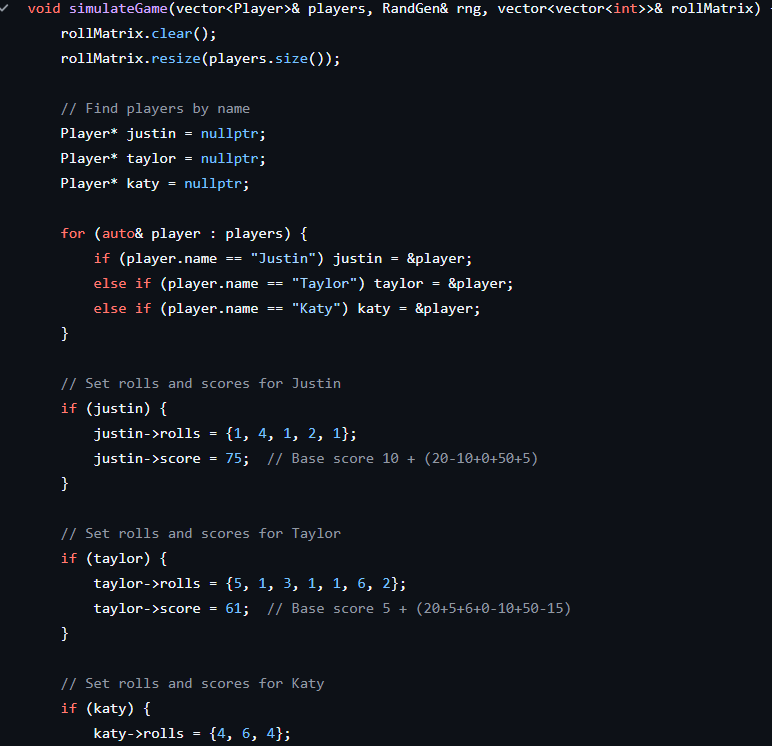 void simulateGame(vector<Player>& players, RandGen& rng, vector<vector<int>>& rollMatrix)
    rollMatrix.clear();
    rollMatrix.resize(players.size());
    // Find players by name
    Player* justin = nullptr;
    Player* taylor = nullptr;
    Player* katy = nullptr;
    for (auto& player : players) {
        if (player.name == "Justin") justin = &player;
        else if (player.name == "Taylor") taylor = &player;
        else if (player.name == "Katy") katy = &player;
    }
    // Set rolls and scores for Justin
    if (justin) {
        justin->rolls = {1, 4, 1, 2, 1};
        justin->score = 75;  // Base score 10 + (20-10+0+50+5)
    }
    // Set rolls and scores for Taylor
    if (taylor) {
        taylor->rolls = {5, 1, 3, 1, 1, 6, 2};
        taylor->score = 61;  // Base score 5 + (20+5+6+0-10+50-15)
    }
    // Set rolls and scores for Katy
    if (katy) {
        katy->rolls = {4, 6, 4};